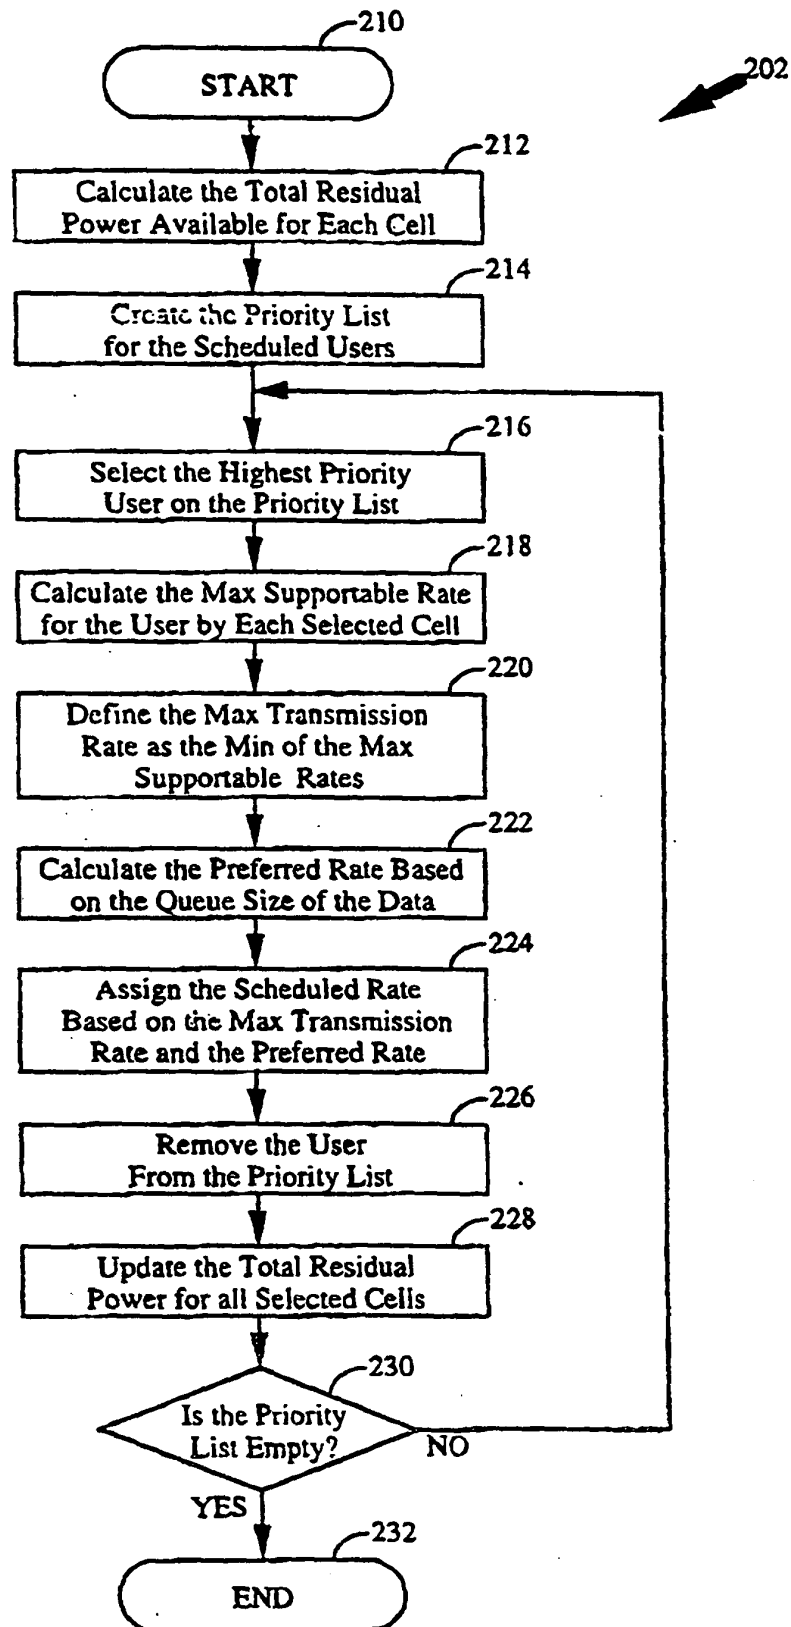 210
START
202
212
Calculate the Total Residual
Power Available for Each Cell
214
Create the Priority List
for the Scheduled Users
216
Select the Highest Priority
User on the Priority List
218
Calculate the Max Supportable Rate
for the User by Each Selected Cell
220
Define the Max Transmission
Rate as the Min of the Max
Supportable Rates
222
Calculate the Preferred Rate Based
on the Queue Size of the Data
224
Assign the Scheduled Rate
Based on the Max Transmission
Rate and the Preferred Rate
226
Remove the User
From the Priority List
228
Update the Total Residual
Power for all Selected Cells
230
Is the Priority
List Empty?
NO
YES
232
END